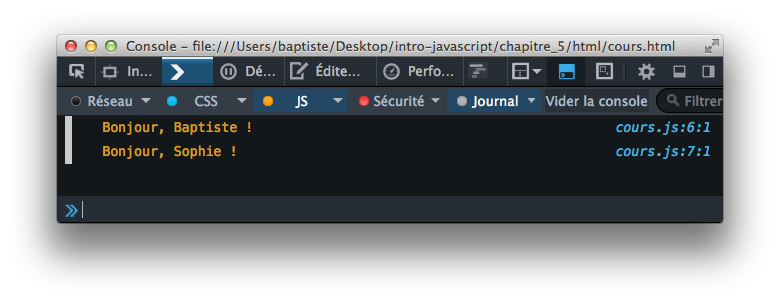 Console - file:///Users/baptiste/Desktop/intro-javascript/chapitre_5/html/cours.html
In... Dé... Édite... Perfo...
Réseau CSS JS Sécurité Journal Vider la console Filtrer
Bonjour, Baptiste ! cours.js:6:1
Bonjour, Sophie ! cours.js:7:1